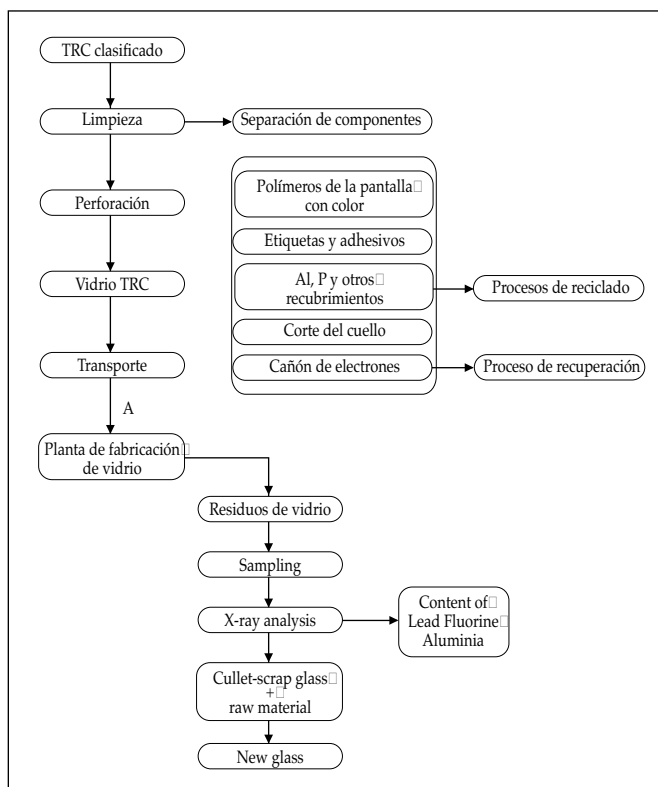 TRC clasificado
Limpieza
Separación de componentes
Polímeros de la pantalla
con color
Perforación
Etiquetas y adhesivos
Vidrio TRC
Al, P y otros
recubrimientos
Procesos de reciclado
Corte del cuello
Transporte
Cañón de electrones
Proceso de recuperación
A
Planta de fabricación
de vidrio
Residuos de vidrio
Sampling
X-ray analysis
Content of
Lead Fluorine
Aluminia
Cullet-scrap glass
+
raw material
New glass